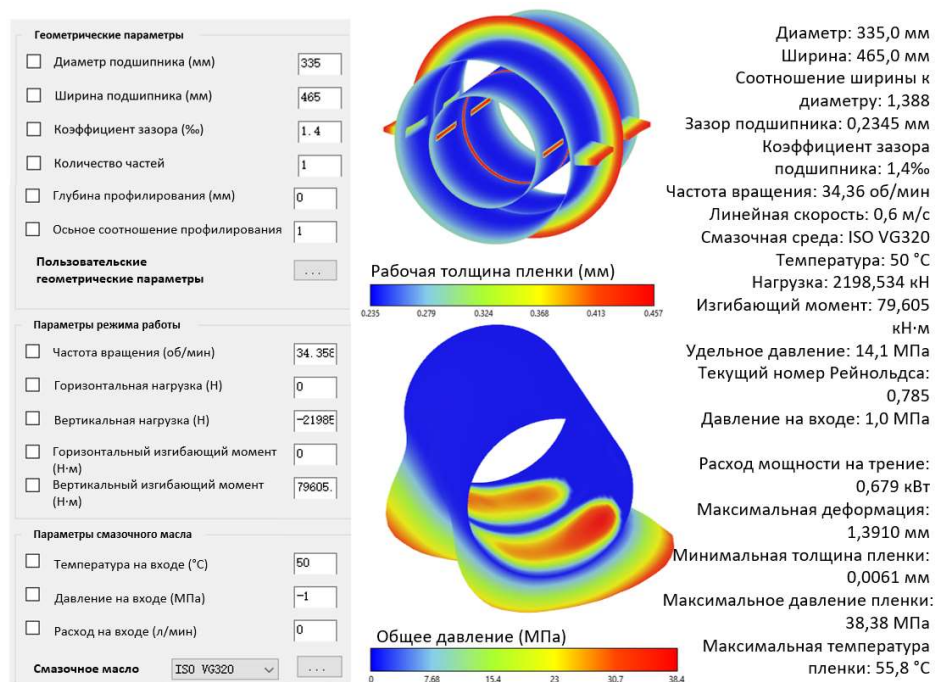 Геометрические параметры
Диаметр подшипника (мм) 335
Ширина подшипника (мм) 465
Коэффициент зазора (‰) 1.4
Количество частей 1
Глубина профилирования (мм) 0
Осьное соотношение профилирования 1
Пользовательские
геометрические параметры ...
Параметры режима работы
Частота вращения (об/мин) 34.358
Горизонтальная нагрузка (Н) 0
Вертикальная нагрузка (Н) -21985
Горизонтальный изгибающий момент
(Н·м) 0
Вертикальный изгибающий момент
(Н·м) 79605.
Параметры смазочного масла
Температура на входе (°C) 50
Давление на входе (МПа) -1
Расход на входе (л/мин) 0
Смазочное масло ISO VG320 ...
Рабочая толщина пленки (мм)
0.235 0.279 0.324 0.368 0.413 0.457
Общее давление (МПа)
0 7.68 15.4 23 30.7 38.4
Диаметр: 335,0 мм
Ширина: 465,0 мм
Соотношение ширины к
диаметру: 1,388
Зазор подшипника: 0,2345 мм
Коэффициент зазора
подшипника: 1,4‰
Частота вращения: 34,36 об/мин
Линейная скорость: 0,6 м/с
Смазочная среда: ISO VG320
Температура: 50 °C
Нагрузка: 2198,534 кН
Изгибающий момент: 79,605
кН·м
Удельное давление: 14,1 МПа
Текущий номер Рейнольдса:
0,785
Давление на входе: 1,0 МПа
Расход мощности на трение:
0,679 кВт
Максимальная деформация:
1,3910 мм
Минимальная толщина пленки:
0,0061 мм
Максимальное давление пленки:
38,38 МПа
Максимальная температура
пленки: 55,8 °C